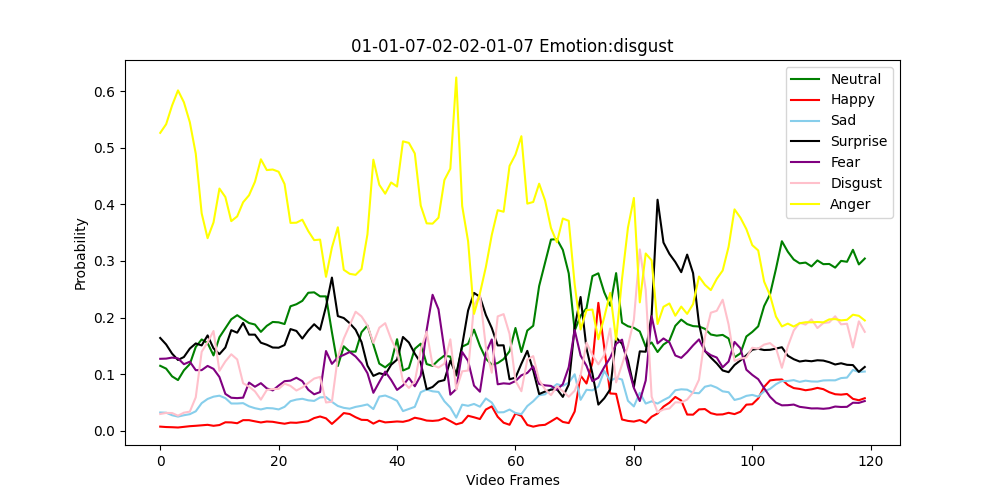 01-01-07-02-02-01-07 Emotion:disgust
Probability
0.6
0.5
0.4
0.3
0.2
0.1
0.0
0 20 40 60 80 100 120
Video Frames
Neutral
Happy
Sad
Surprise
Fear
Disgust
Anger